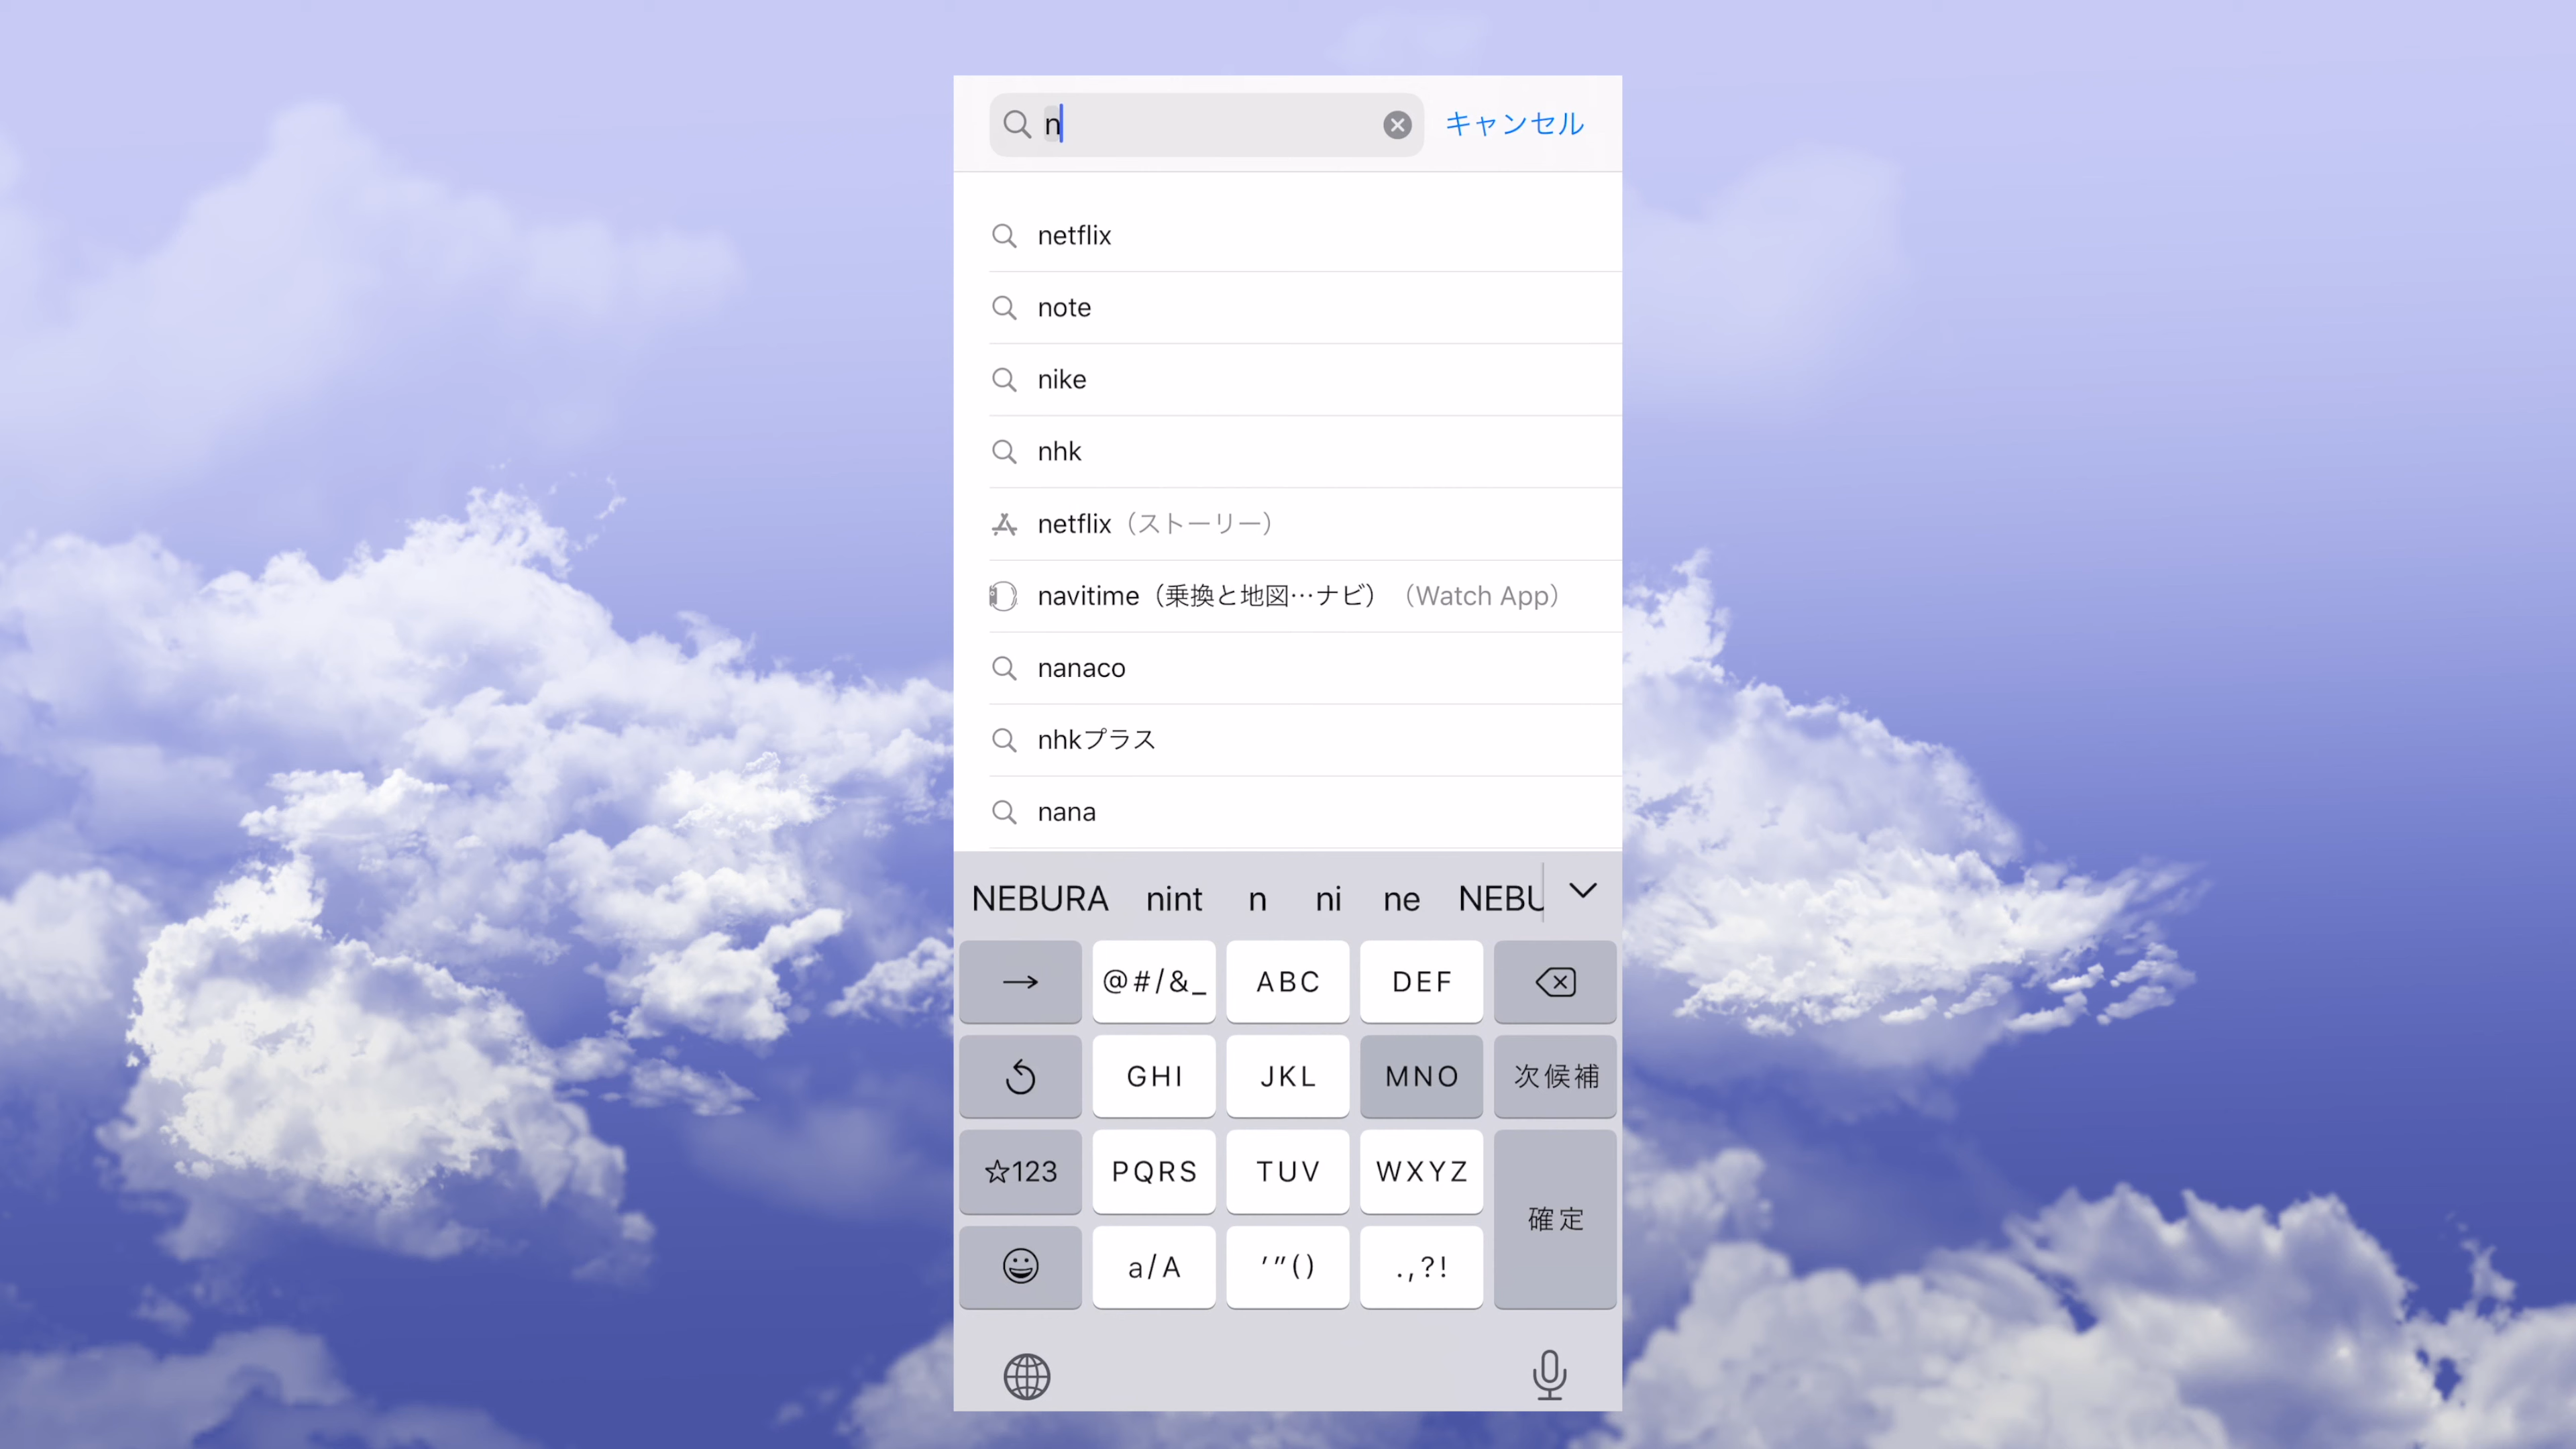 n キャンセル
netflix
note
nike
nhk
netflix（ストーリー）
navitime（乗換と地図…ナビ）（Watch App）
nanaco
nhkプラス
nana
NEBURA nint n ni ne NEBU
→ @#/&_ ABC DEF
GHI JKL MNO 次候補
☆123 PQRS TUV WXYZ
確定
a/A ′″() .,?!